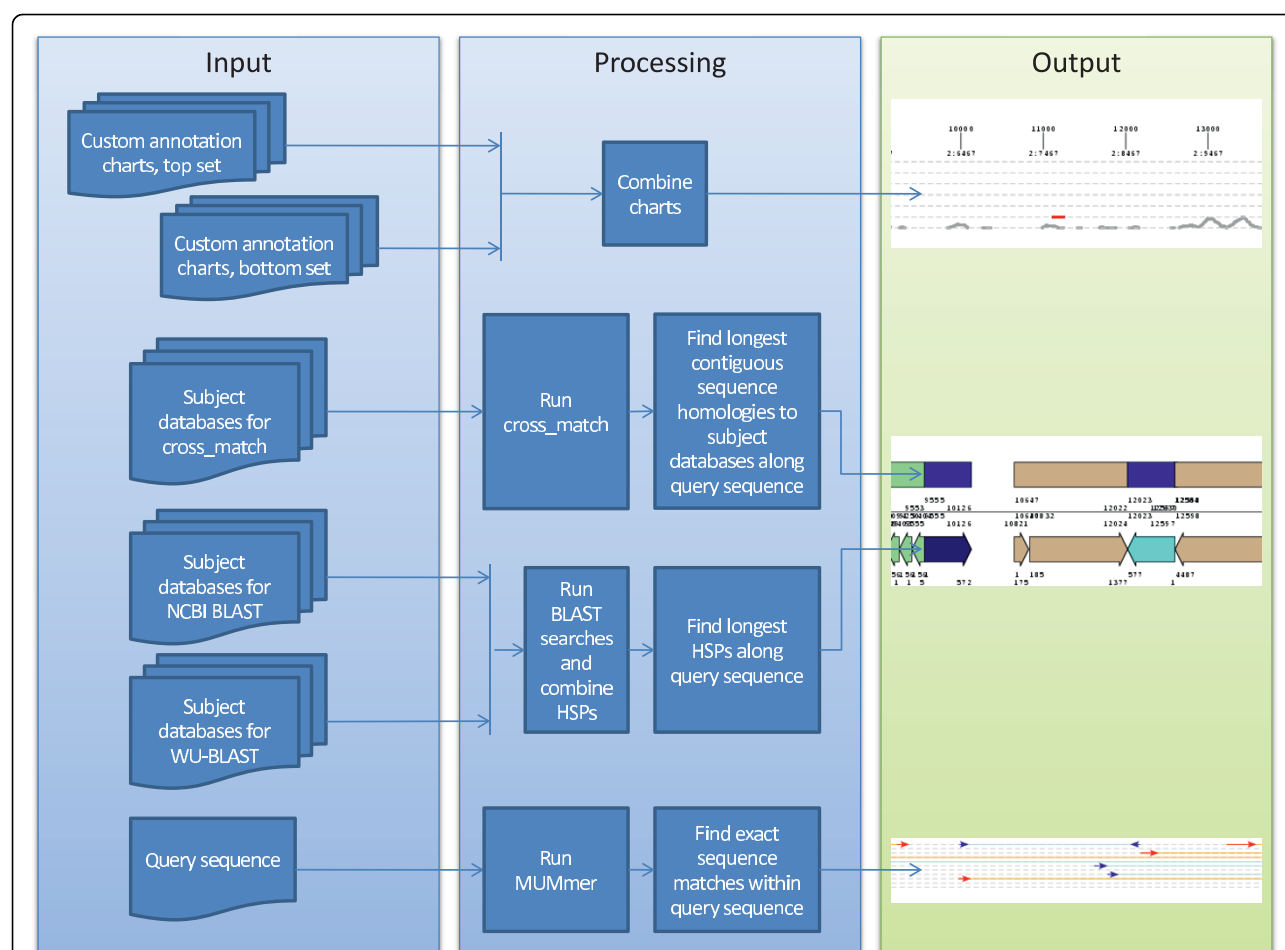 Input
Processing
Output
Custom annotation
charts, top set
Custom annotation
charts, bottom set
Combine
charts
10000 11000 12000 13000
2:6467 2:7467 2:8467 2:9467
Subject
databases for
cross_match
Run
cross_match
Find longest
contiguous
sequence
homologies to
subject
databases along
query sequence
9555 10647 12023
9553 10126 12022
10126 10821 12024 12597 12598
572 1 185 1377 577 1 4487
175
Subject
databases for
NCBI BLAST
Subject
databases for
WU-BLAST
Run
BLAST
searches
and
combine
HSPs
Find longest
HSPs along
query sequence
Query sequence
Run
MUMmer
Find exact
sequence
matches within
query sequence